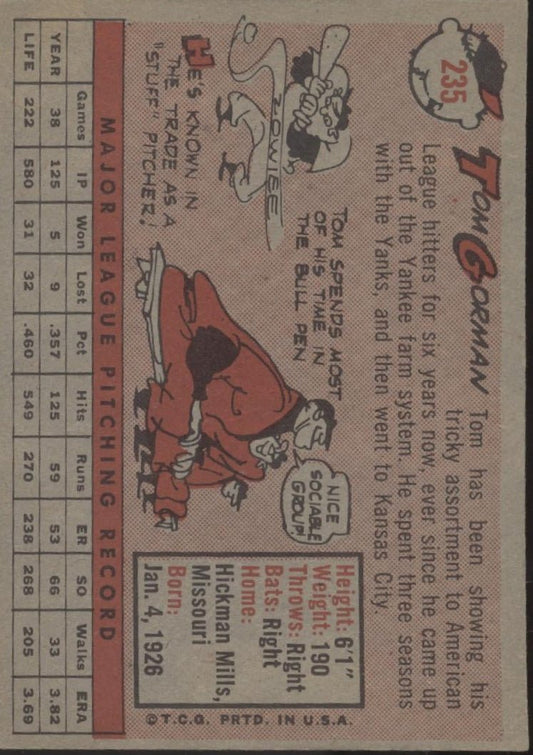 235
TOM GORMAN Tom has been showing his
tricky assortment to American
League hitters for six years now, ever since he came up
out of the Yankee farm system. He spent three seasons
with the Yanks, and then went to Kansas City.
ZOWIEE
HE'S KNOWN IN
THE TRADE AS A
"STUFF" PITCHER!
TOM SPENDS MOST
OF HIS TIME IN
THE BULL PEN
NICE
SOCIABLE
GROUP!
Height: 6'1"
Weight: 190
Throws: Right
Bats: Right
Home:
Hickman Mills,
Missouri
Born:
Jan. 4, 1926
©T.C.G. PRTD. IN U.S.A.
MAJOR LEAGUE PITCHING RECORD
Games IP Won Lost Pct Hits Runs ER SO Walks ERA
YEAR 38 125 5 9 .357 125 59 53 66 33 3.82
LIFE 222 580 31 32 .460 549 270 238 268 205 3.69